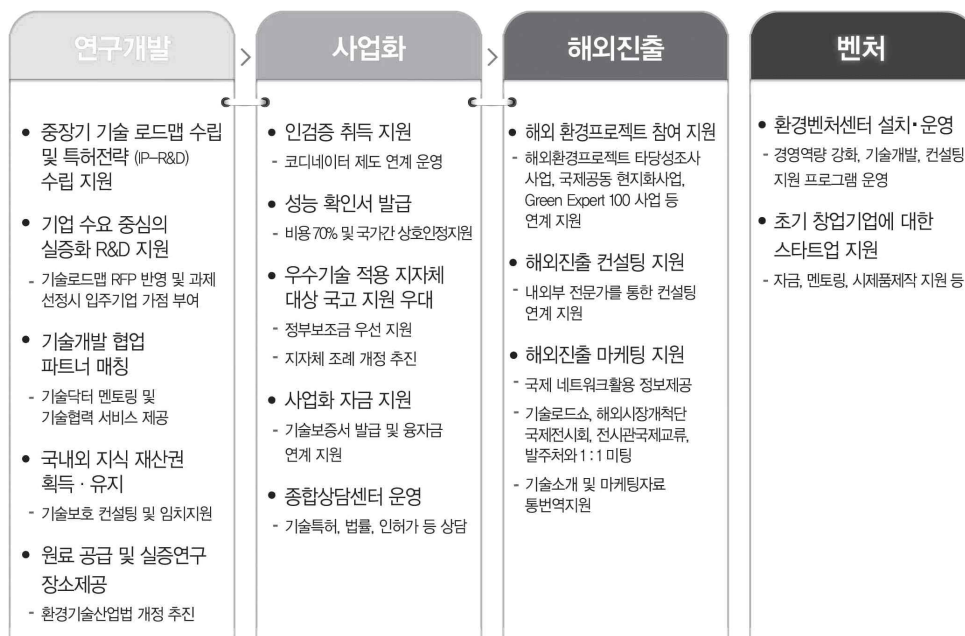 연구개발
중장기 기술 로드맵 수립
및 특허전략 (IP-R&D)
수립 지원
기업 수요 중심의
실증화 R&D 지원
- 기술로드맵 RFP 반영 및 과제
선정시 입주기업 가점 부여
기술개발 협업
파트너 매칭
- 기술닥터 멘토링 및
기술협력 서비스 제공
국내외 지식 재산권
획득 · 유지
- 기술보호 컨설팅 및 임치지원
원료 공급 및 실증연구
장소제공
- 환경기술산업법 개정 추진
사업화
인검증 취득 지원
- 코디네이터 제도 연계 운영
성능 확인서 발급
- 비용 70% 및 국가간 상호인정지원
우수기술 적용 지자체
대상 국고 지원 우대
- 정부보조금 우선 지원
- 지자체 조례 개정 추진
사업화 자금 지원
- 기술보증서 발급 및 융자금
연계 지원
종합상담센터 운영
- 기술특허, 법률, 인허가 등 상담
해외진출
해외 환경프로젝트 참여 지원
- 해외환경프로젝트 타당성조사
사업, 국제공동 현지화사업,
Green Expert 100 사업 등
연계 지원
해외진출 컨설팅 지원
- 내외부 전문가를 통한 컨설팅
연계 지원
해외진출 마케팅 지원
- 국제 네트워크활용 정보제공
- 기술로드쇼, 해외시장개척단
국제전시회, 전시관국제교류,
발주처와 1 : 1 미팅
- 기술소개 및 마케팅자료
통번역지원
벤처
환경벤처센터 설치·운영
- 경영역량 강화, 기술개발, 컨설팅
지원 프로그램 운영
초기 창업기업에 대한
스타트업 지원
- 자금, 멘토링, 시제품제작 지원 등